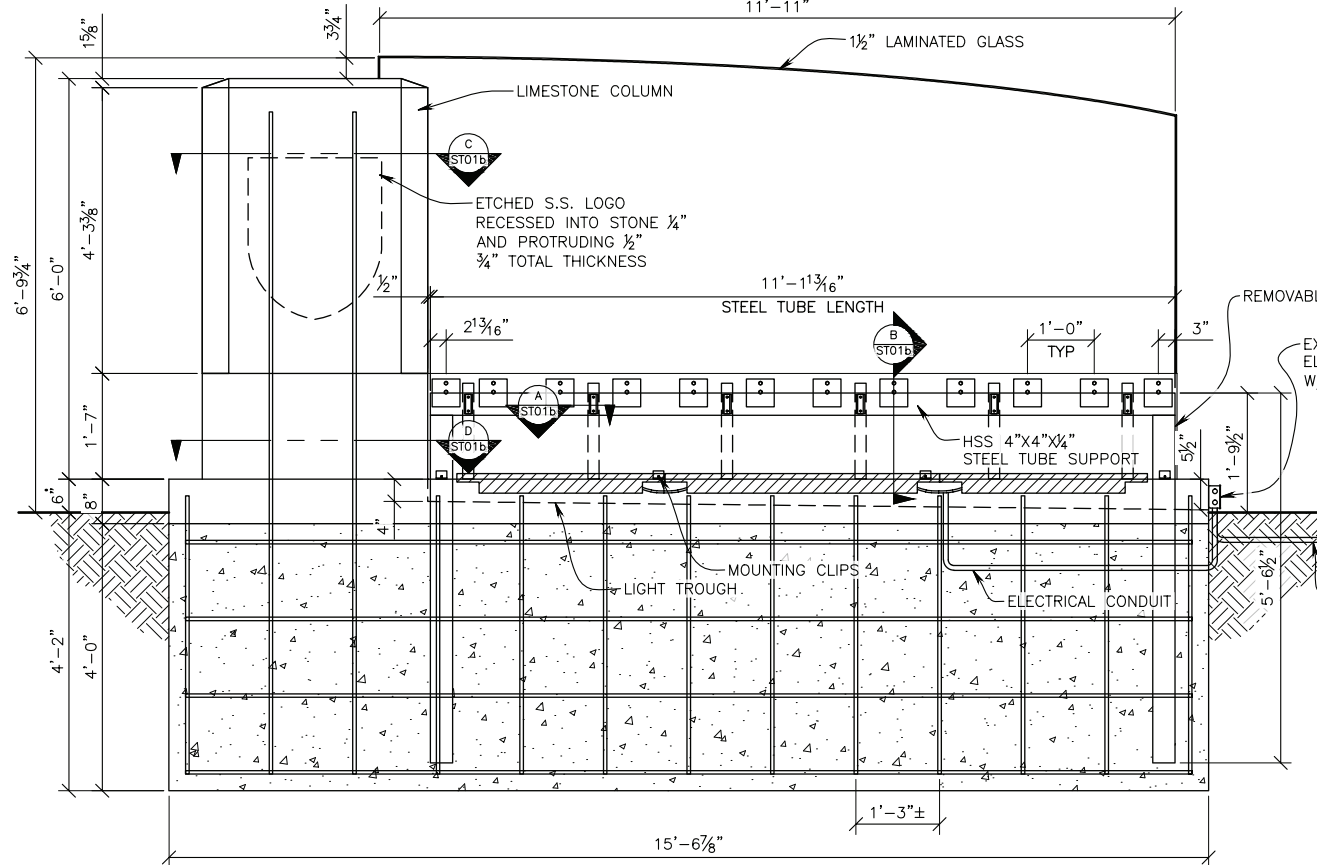 11'-11"
1⅝"
3¾"
1½" LAMINATED GLASS
LIMESTONE COLUMN
C
ST01b
ETCHED S.S. LOGO
RECESSED INTO STONE ¼"
AND PROTRUDING ½"
¾" TOTAL THICKNESS
6'-9¾"
6'-0"
4'-3⅜"
½"
11'-1 13/16"
STEEL TUBE LENGTH
2 13/16"
B
ST01b
1'-0"
TYP
3"
A
ST01b
D
ST01b
1'-7"
HSS 4"X4"X¼"
STEEL TUBE SUPPORT
5½"
1'-9½"
6"
8"
4"
MOUNTING CLIPS
LIGHT TROUGH
ELECTRICAL CONDUIT
5'-6½"
4'-2"
4'-0"
1'-3"±
15'-6⅞"